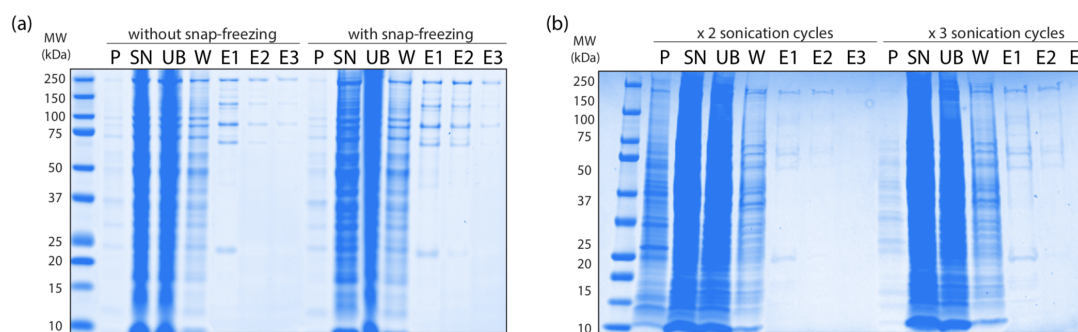 (a)
without snap-freezing
with snap-freezing
MW
(kDa)
P SN UB W E1 E2 E3
P SN UB W E1 E2 E3
250
150
100
75
50
37
25
20
15
10
(b)
x 2 sonication cycles
x 3 sonication cycles
MW
(kDa)
P SN UB W E1 E2 E3
P SN UB W E1 E2 E
250
150
100
75
50
37
25
20
15
10